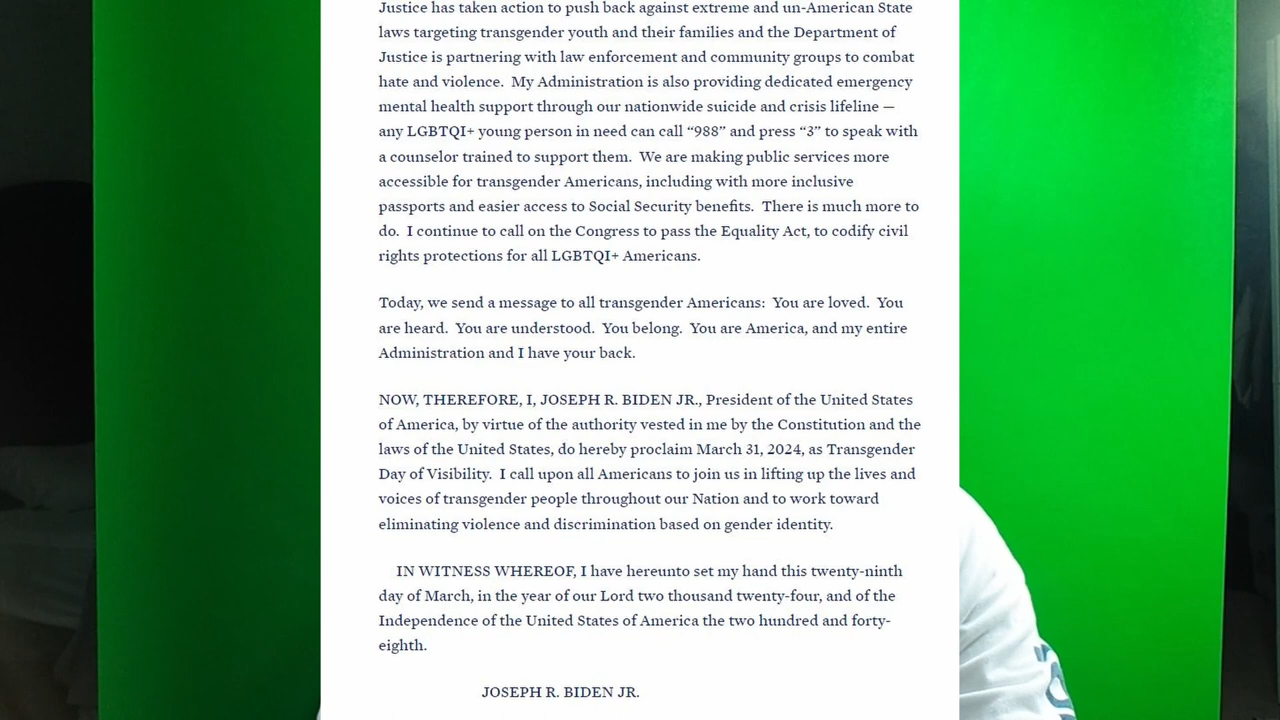 Justice has taken action to push back against extreme and un-American State
laws targeting transgender youth and their families and the Department of
Justice is partnering with law enforcement and community groups to combat
hate and violence.  My Administration is also providing dedicated emergency
mental health support through our nationwide suicide and crisis lifeline —
any LGBTQI+ young person in need can call “988” and press “3” to speak with
a counselor trained to support them.  We are making public services more
accessible for transgender Americans, including with more inclusive
passports and easier access to Social Security benefits.  There is much more to
do.  I continue to call on the Congress to pass the Equality Act, to codify civil
rights protections for all LGBTQI+ Americans.
Today, we send a message to all transgender Americans:  You are loved.  You
are heard.  You are understood.  You belong.  You are America, and my entire
Administration and I have your back.
NOW, THEREFORE, I, JOSEPH R. BIDEN JR., President of the United States
of America, by virtue of the authority vested in me by the Constitution and the
laws of the United States, do hereby proclaim March 31, 2024, as Transgender
Day of Visibility.  I call upon all Americans to join us in lifting up the lives and
voices of transgender people throughout our Nation and to work toward
eliminating violence and discrimination based on gender identity.
IN WITNESS WHEREOF, I have hereunto set my hand this twenty-ninth
day of March, in the year of our Lord two thousand twenty-four, and of the
Independence of the United States of America the two hundred and forty-
eighth.
JOSEPH R. BIDEN JR.